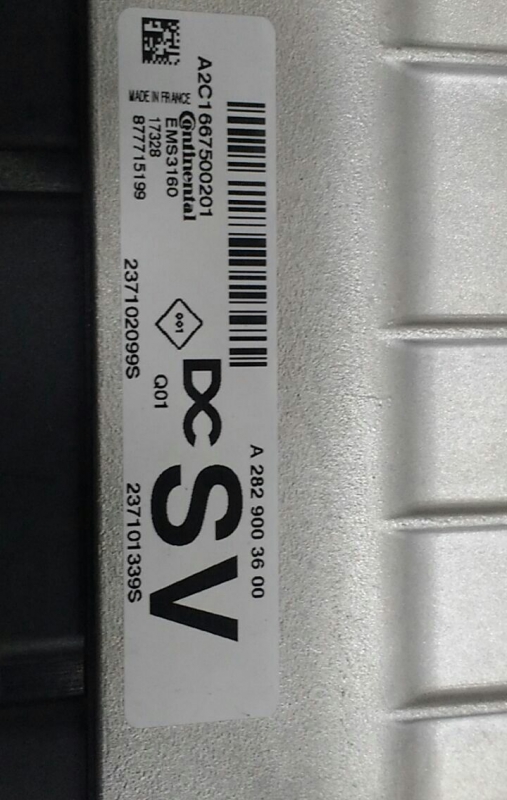 A2C1667500201
MADE IN FRANCE
Continental
EMS3160
17328
877715199
001
237102099S
Q01
DC
A 282 900 36 00
SV
237101339S